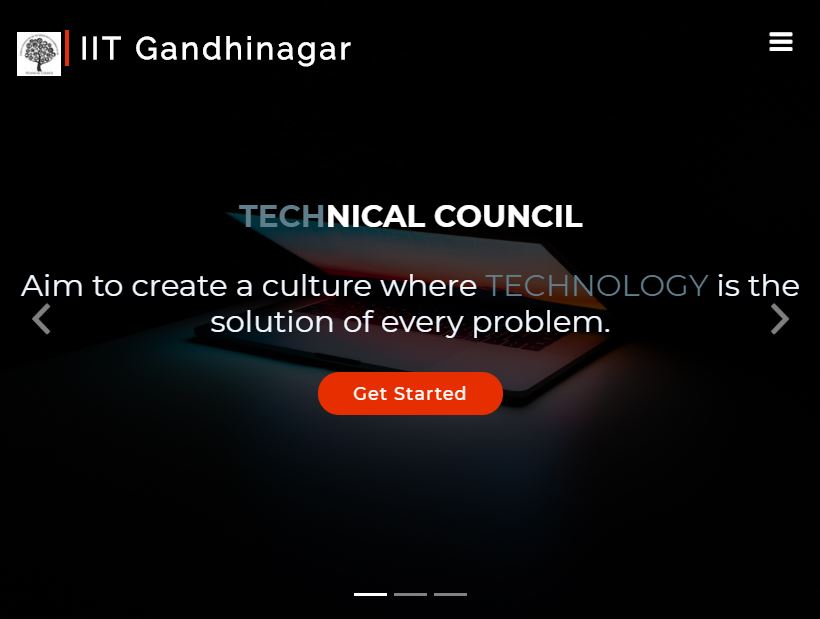 IIT Gandhinagar
TECHNICAL COUNCIL
Aim to create a culture where TECHNOLOGY is the
solution of every problem.
Get Started